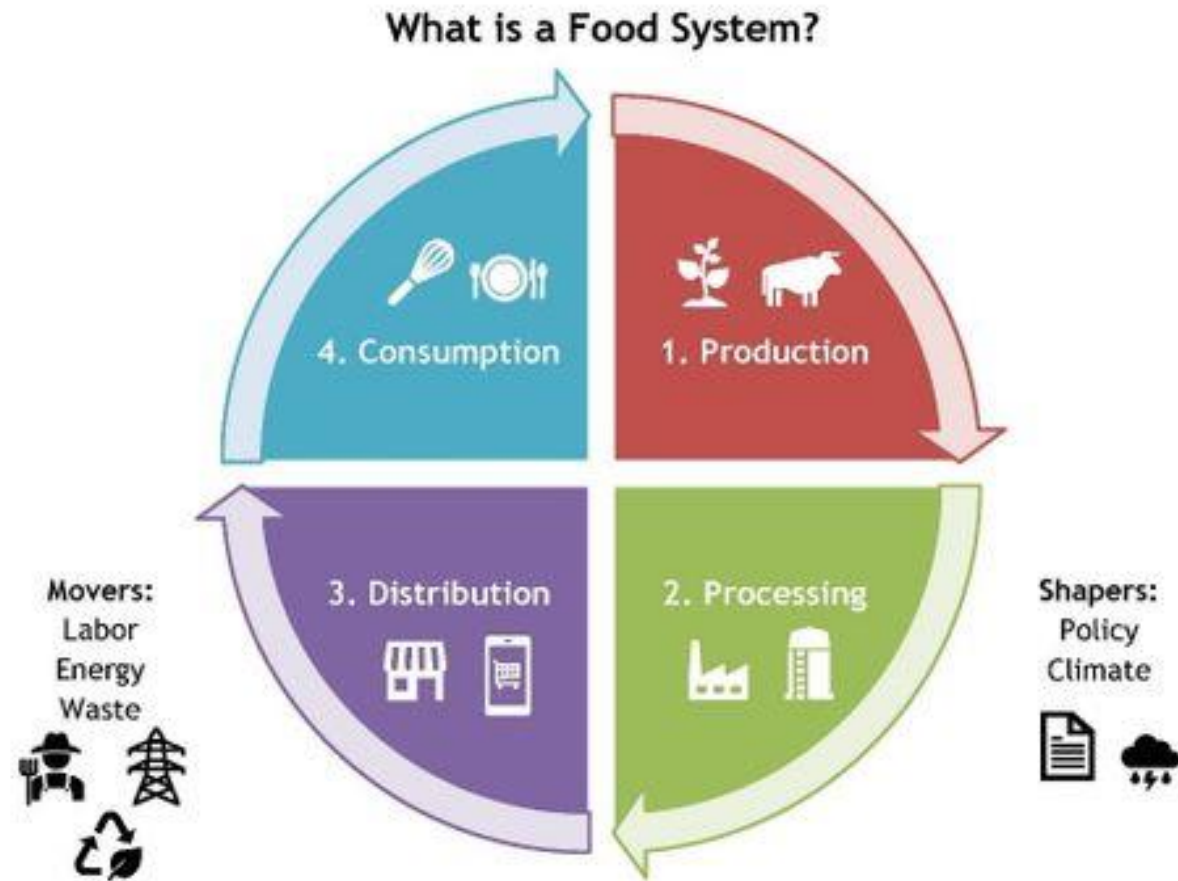 What is a Food System?
4. Consumption
1. Production
3. Distribution
2. Processing
Movers:
Labor
Energy
Waste
Shapers:
Policy
Climate